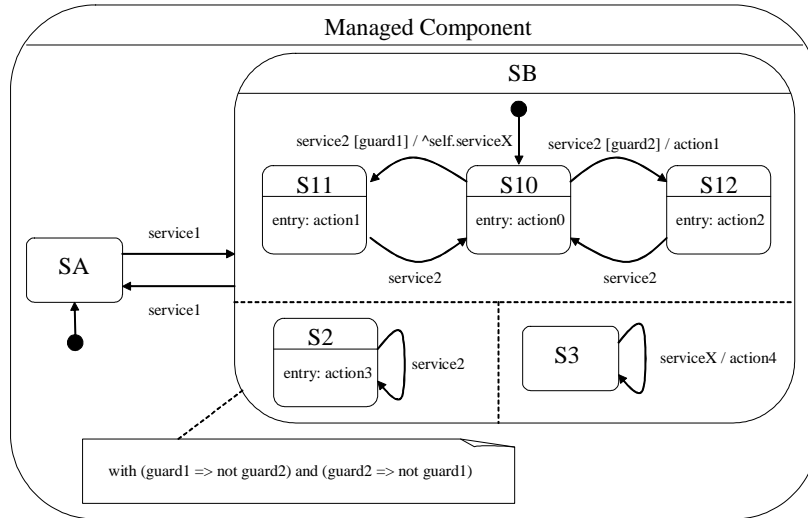 Managed Component
SB
service2 [guard1] / ^self.serviceX
service2 [guard2] / action1
S11
S10
S12
entry: action1
entry: action0
entry: action2
service1
SA
service2
service2
service1
S2
entry: action3
service2
S3
serviceX / action4
with (guard1 => not guard2) and (guard2 => not guard1)